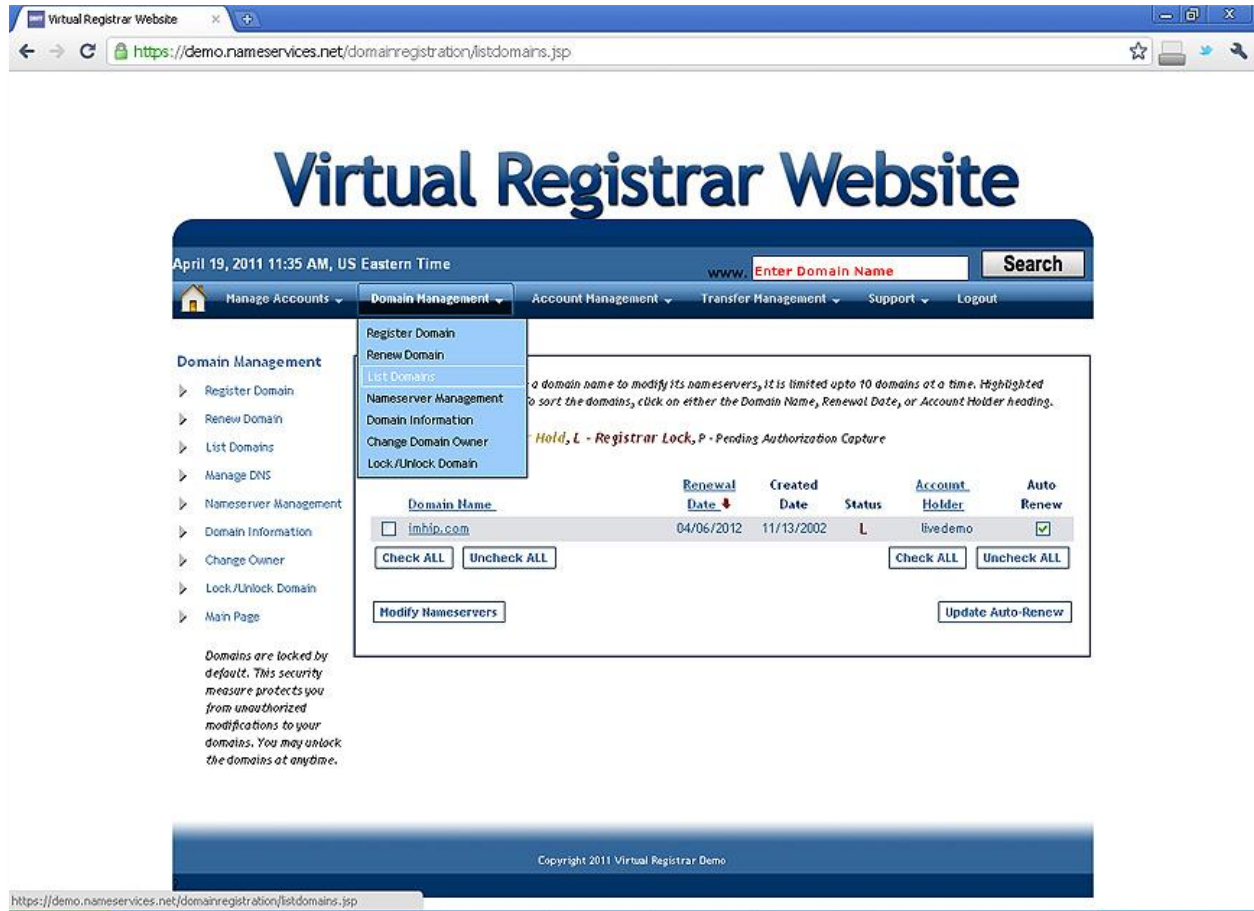 Virtual Registrar Website
https://demo.nameservices.net/domainregistration/listdomains.jsp
Virtual Registrar Website
April 19, 2011 11:35 AM, US Eastern Time
www. Enter Domain Name Search
Manage Accounts Domain Management Account Management Transfer Management Support Logout
Register Domain
Renew Domain
List Domains
Nameserver Management
Domain Information
Change Domain Owner
Lock/Unlock Domain
Domain Management
Register Domain
Renew Domain
List Domains
Manage DNS
Nameserver Management
Domain Information
Change Owner
Lock/Unlock Domain
Main Page
Domains are locked by
default. This security
measure protects you
from unauthorized
modifications to your
domains. You may unlock
the domains at anytime.
a domain name to modify its nameservers, it is limited upto 10 domains at a time. Highlighted
o sort the domains, click on either the Domain Name, Renewal Date, or Account Holder heading.
Hold, L - Registrar Lock, P - Pending Authorization Capture
Domain Name Renewal Date Created Date Status Account Holder Auto Renew
imhip.com 04/06/2012 11/13/2002 L livedemo
Check ALL Uncheck ALL Check ALL Uncheck ALL
Modify Nameservers Update Auto-Renew
Copyright 2011 Virtual Registrar Demo
https://demo.nameservices.net/domainregistration/listdomains.jsp